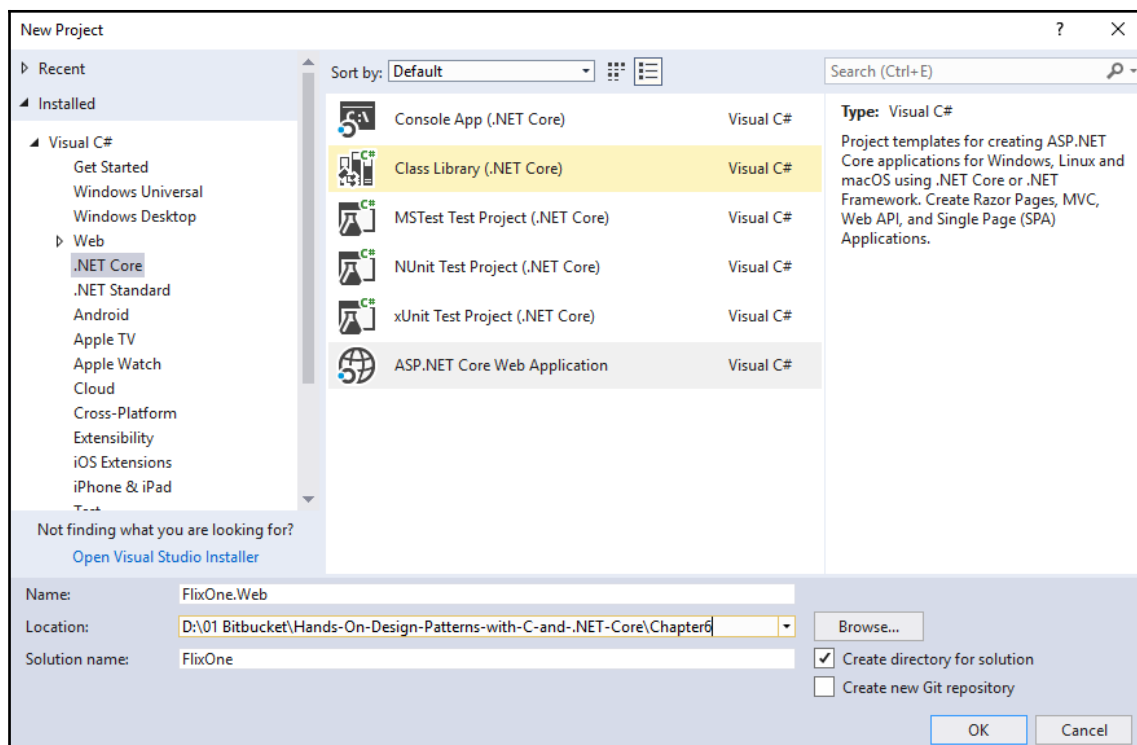 New Project
?
Recent
Installed
Visual C#
Get Started
Windows Universal
Windows Desktop
Web
.NET Core
.NET Standard
Android
Apple TV
Apple Watch
Cloud
Cross-Platform
Extensibility
iOS Extensions
iPhone & iPad
Test
Not finding what you are looking for?
Open Visual Studio Installer
Sort by: Default
Console App (.NET Core) Visual C#
Class Library (.NET Core) Visual C#
MSTest Test Project (.NET Core) Visual C#
NUnit Test Project (.NET Core) Visual C#
xUnit Test Project (.NET Core) Visual C#
ASP.NET Core Web Application Visual C#
Search (Ctrl+E)
Type: Visual C#
Project templates for creating ASP.NET
Core applications for Windows, Linux and
macOS using .NET Core or .NET
Framework. Create Razor Pages, MVC,
Web API, and Single Page (SPA)
Applications.
Name: FlixOne.Web
Location: D:\01 Bitbucket\Hands-On-Design-Patterns-with-C-and-.NET-Core\Chapter6
Browse...
Solution name: FlixOne
Create directory for solution
Create new Git repository
OK Cancel